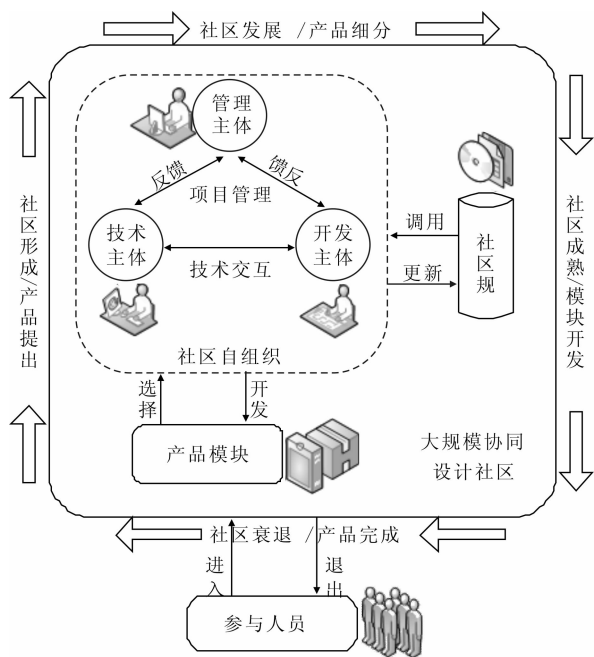 社区发展 /产品细分
管理
主体
反馈
馈反
项目管理
技术
主体
开发
主体
技术交互
调用
更新
社区规
社区自组织
选择
开发
产品模块
大规模协同
设计社区
社区形成/产品提出
社区成熟/模块开发
社区衰退 /产品完成
进入
退出
参与人员